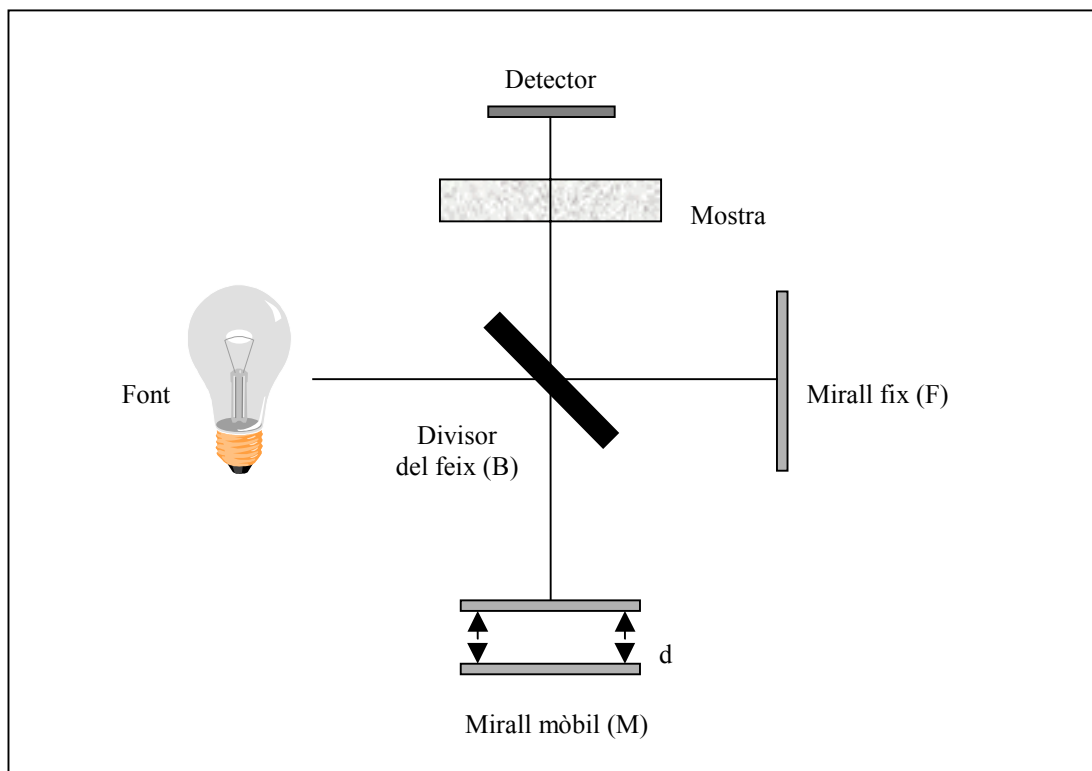 Detector
Mostra
Font
Mirall fix (F)
Divisor
del feix (B)
d
Mirall mòbil (M)